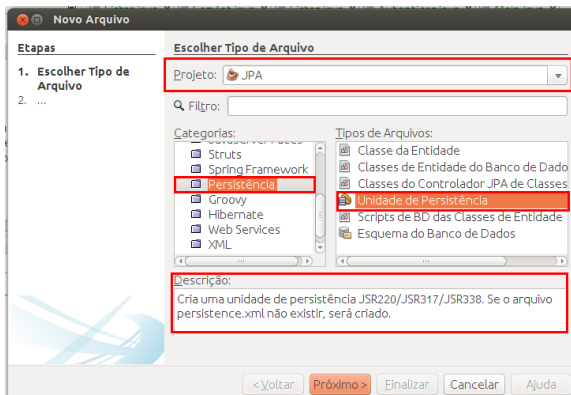 Novo Arquivo
Etapas
1. Escolher Tipo de
Arquivo
2. ...
Escolher Tipo de Arquivo
Projeto: JPA
Filtro:
Categorias:
Struts
Spring Framework
Persistência
Groovy
Hibernate
Web Services
XML
Tipos de Arquivos:
Classe da Entidade
Classes de Entidade do Banco de Dado
Classes do Controlador JPA de Classes
Unidade de Persistência
Scripts de BD das Classes de Entidade
Esquema do Banco de Dados
Descrição:
Cria uma unidade de persistência JSR220/JSR317/JSR338. Se o arquivo
persistence.xml não existir, será criado.
< Voltar Próximo > Finalizar Cancelar Ajuda